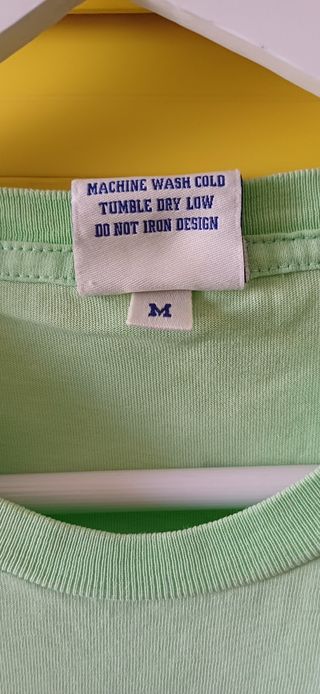 MACHINE WASH COLD
TUMBLE DRY LOW
DO NOT IRON DESIGN
M